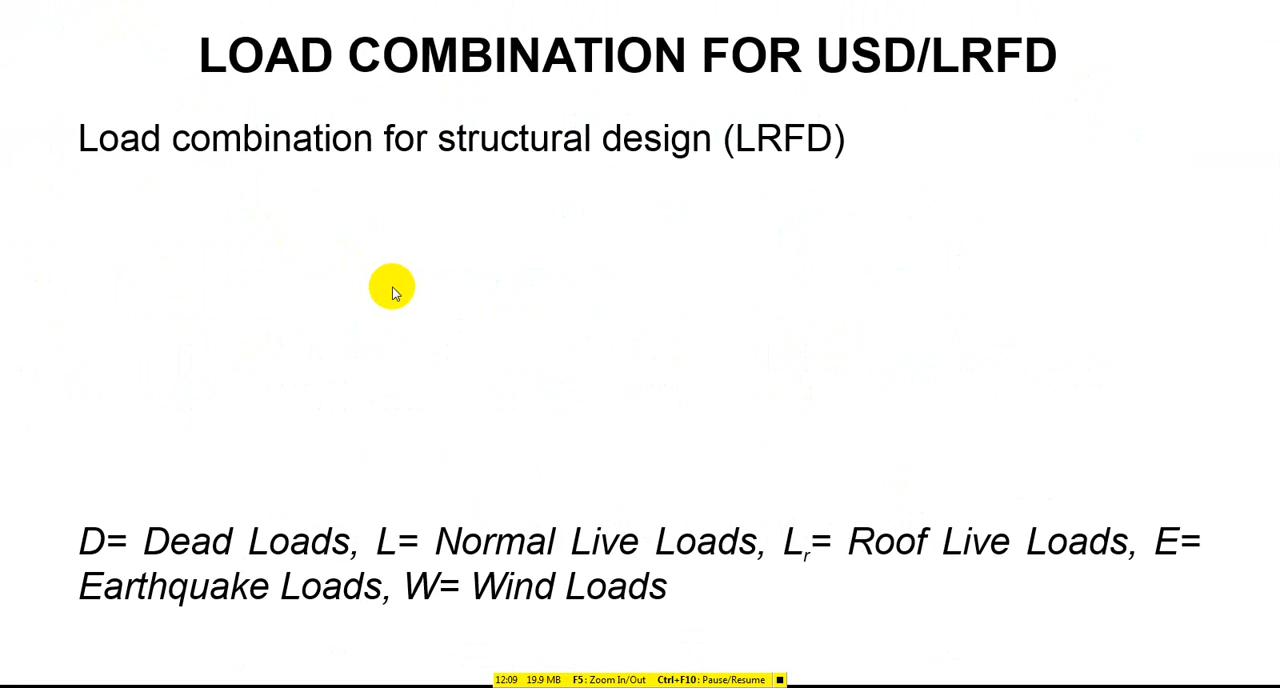 LOAD COMBINATION FOR USD/LRFD
Load combination for structural design (LRFD)
D= Dead Loads, L= Normal Live Loads, Lr= Roof Live Loads, E=
Earthquake Loads, W= Wind Loads
12:09 19.9 MB F5: Zoom In/Out Ctrl+F10: Pause/Resume